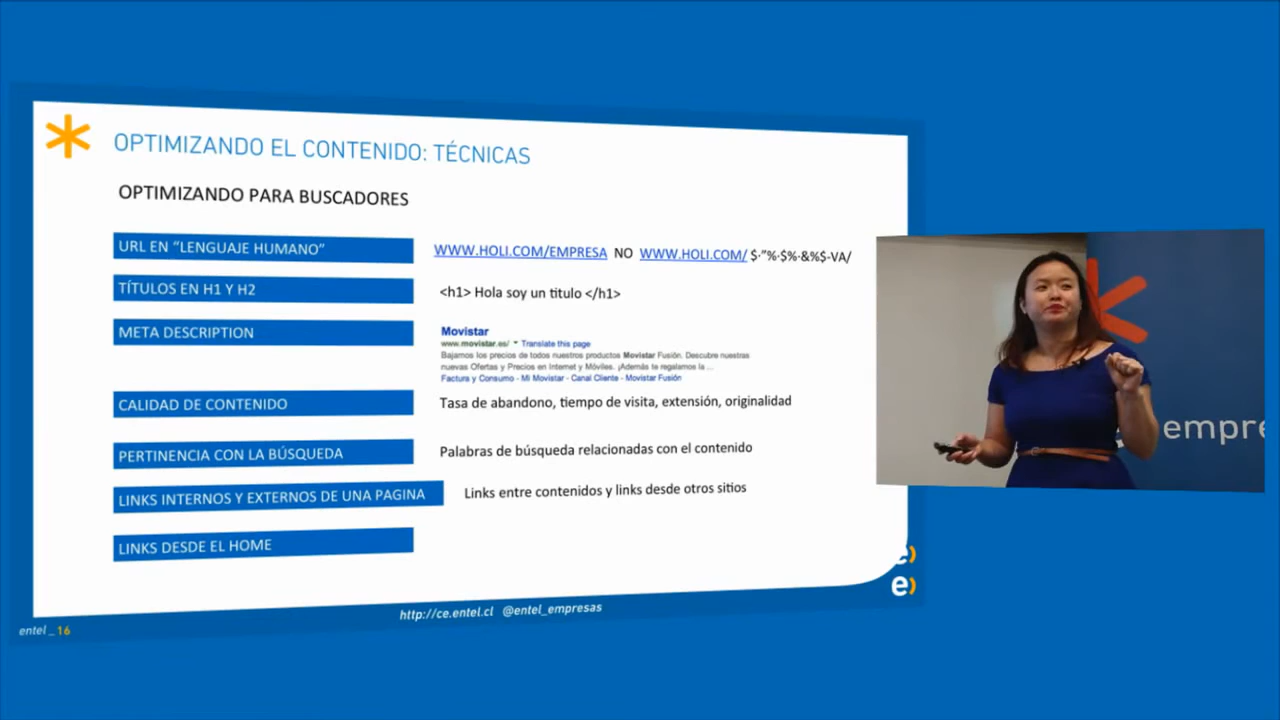 OPTIMIZANDO EL CONTENIDO: TÉCNICAS
OPTIMIZANDO PARA BUSCADORES
URL EN “LENGUAJE HUMANO”
WWW.HOLI.COM/EMPRESA NO WWW.HOLI.COM/ $·"%·$%·&%$-VA/
TÍTULOS EN H1 Y H2
<h1> Hola soy un titulo </h1>
META DESCRIPTION
Movistar
www.movistar.es/ Translate this page
Bajamos los precios de todos nuestros productos Movistar Fusión. Descubre nuestras
nuevas Ofertas y Precios en Internet y Móviles. ¡Además te regalamos la ...
Factura y Consumo - Mi Movistar - Canal Cliente - Movistar Fusión
CALIDAD DE CONTENIDO
Tasa de abandono, tiempo de visita, extensión, originalidad
PERTINENCIA CON LA BÚSQUEDA
Palabras de búsqueda relacionadas con el contenido
LINKS INTERNOS Y EXTERNOS DE UNA PAGINA
Links entre contenidos y links desde otros sitios
LINKS DESDE EL HOME
e)
e)
http://ce.entel.cl @entel_empresas
entel _ 16
empre